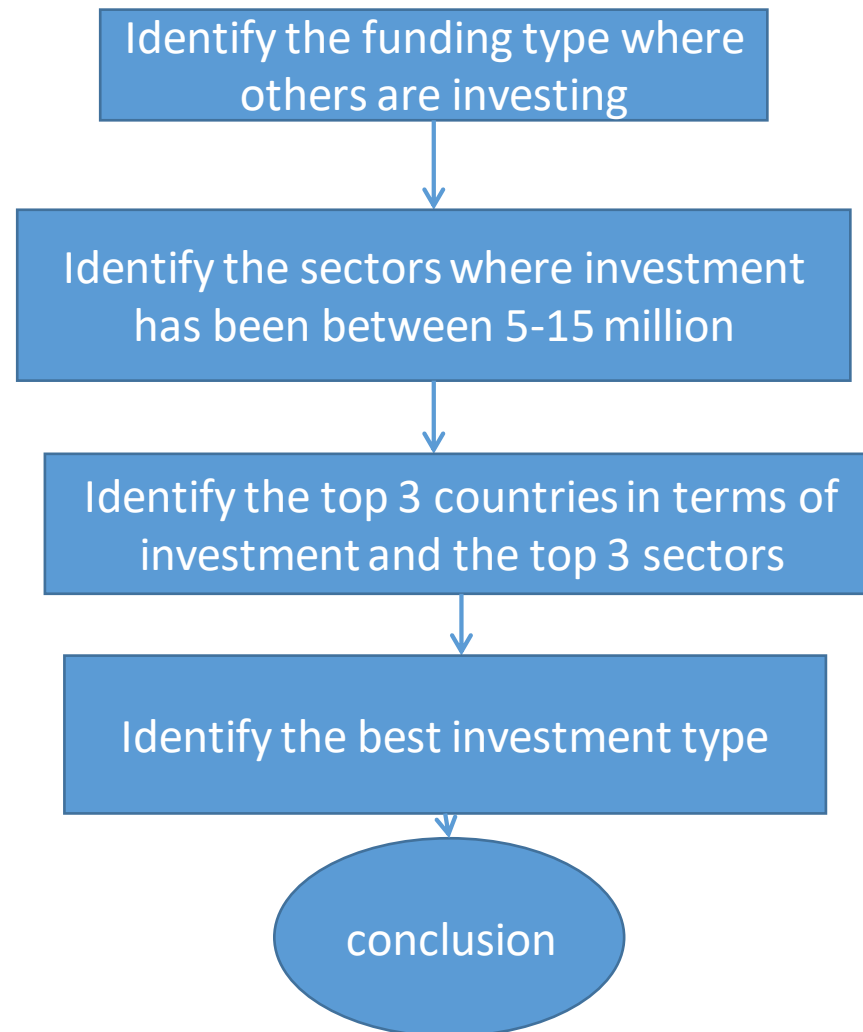 Identify the funding type where
others are investing
Identify the sectors where investment
has been between 5-15 million
Identify the top 3 countries in terms of
investment and the top 3 sectors
Identify the best investment type
conclusion